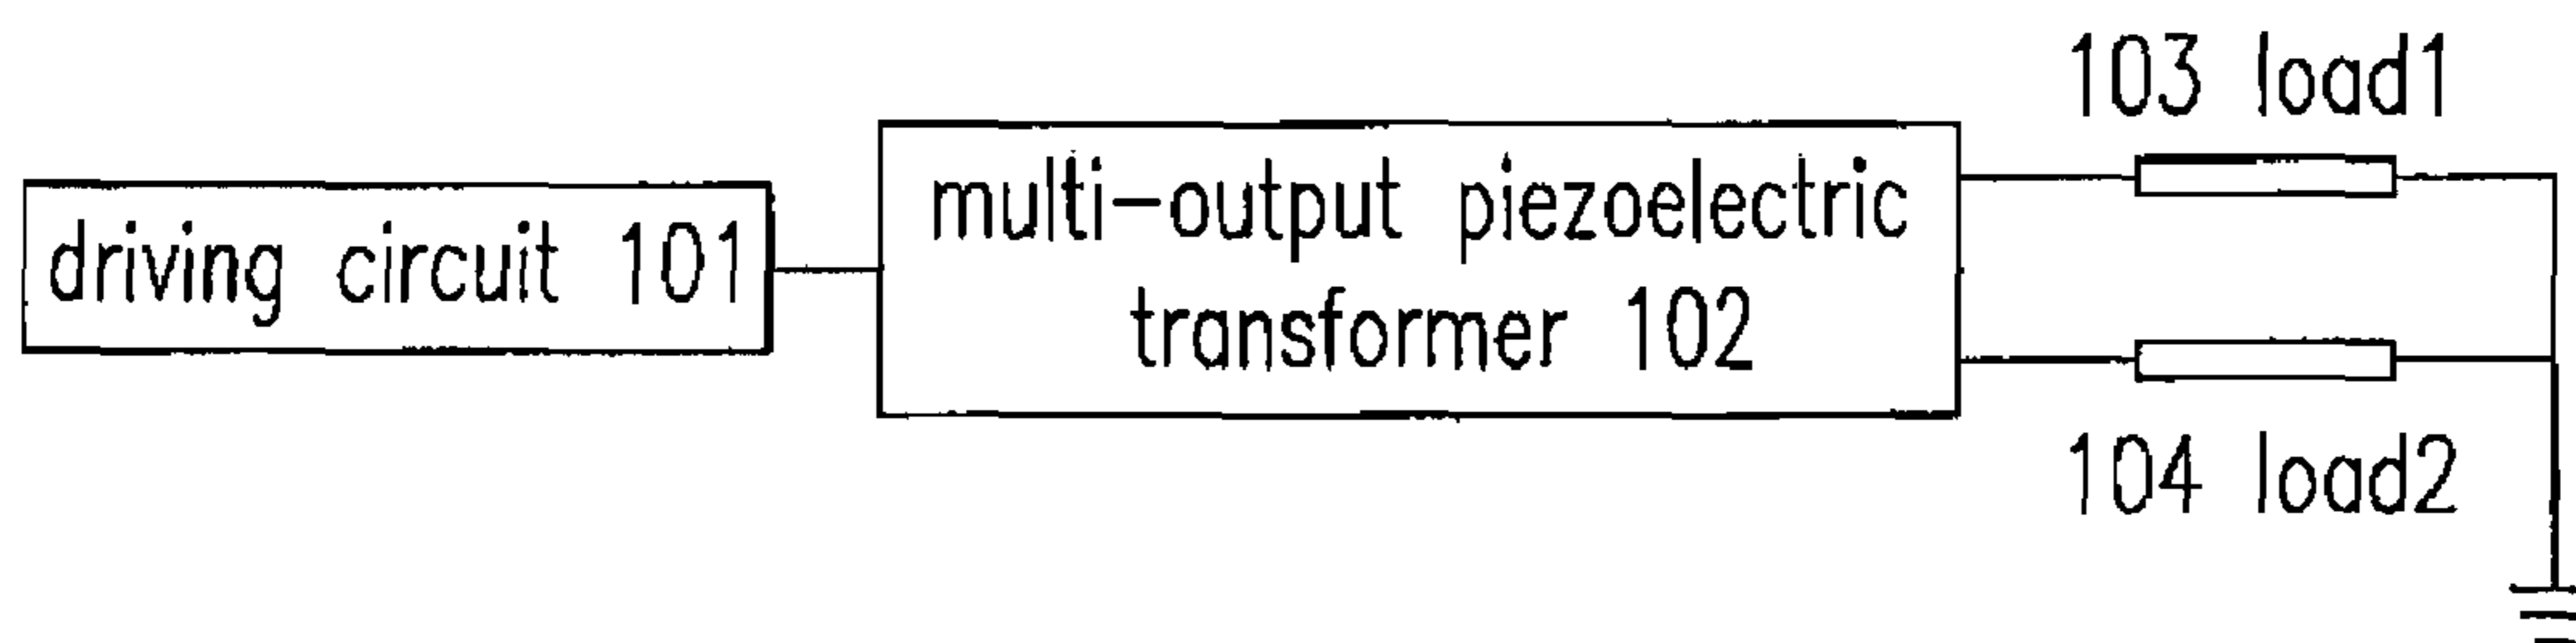 driving circuit 101
multi-output piezoelectric
transformer 102
103 load1
104 load2